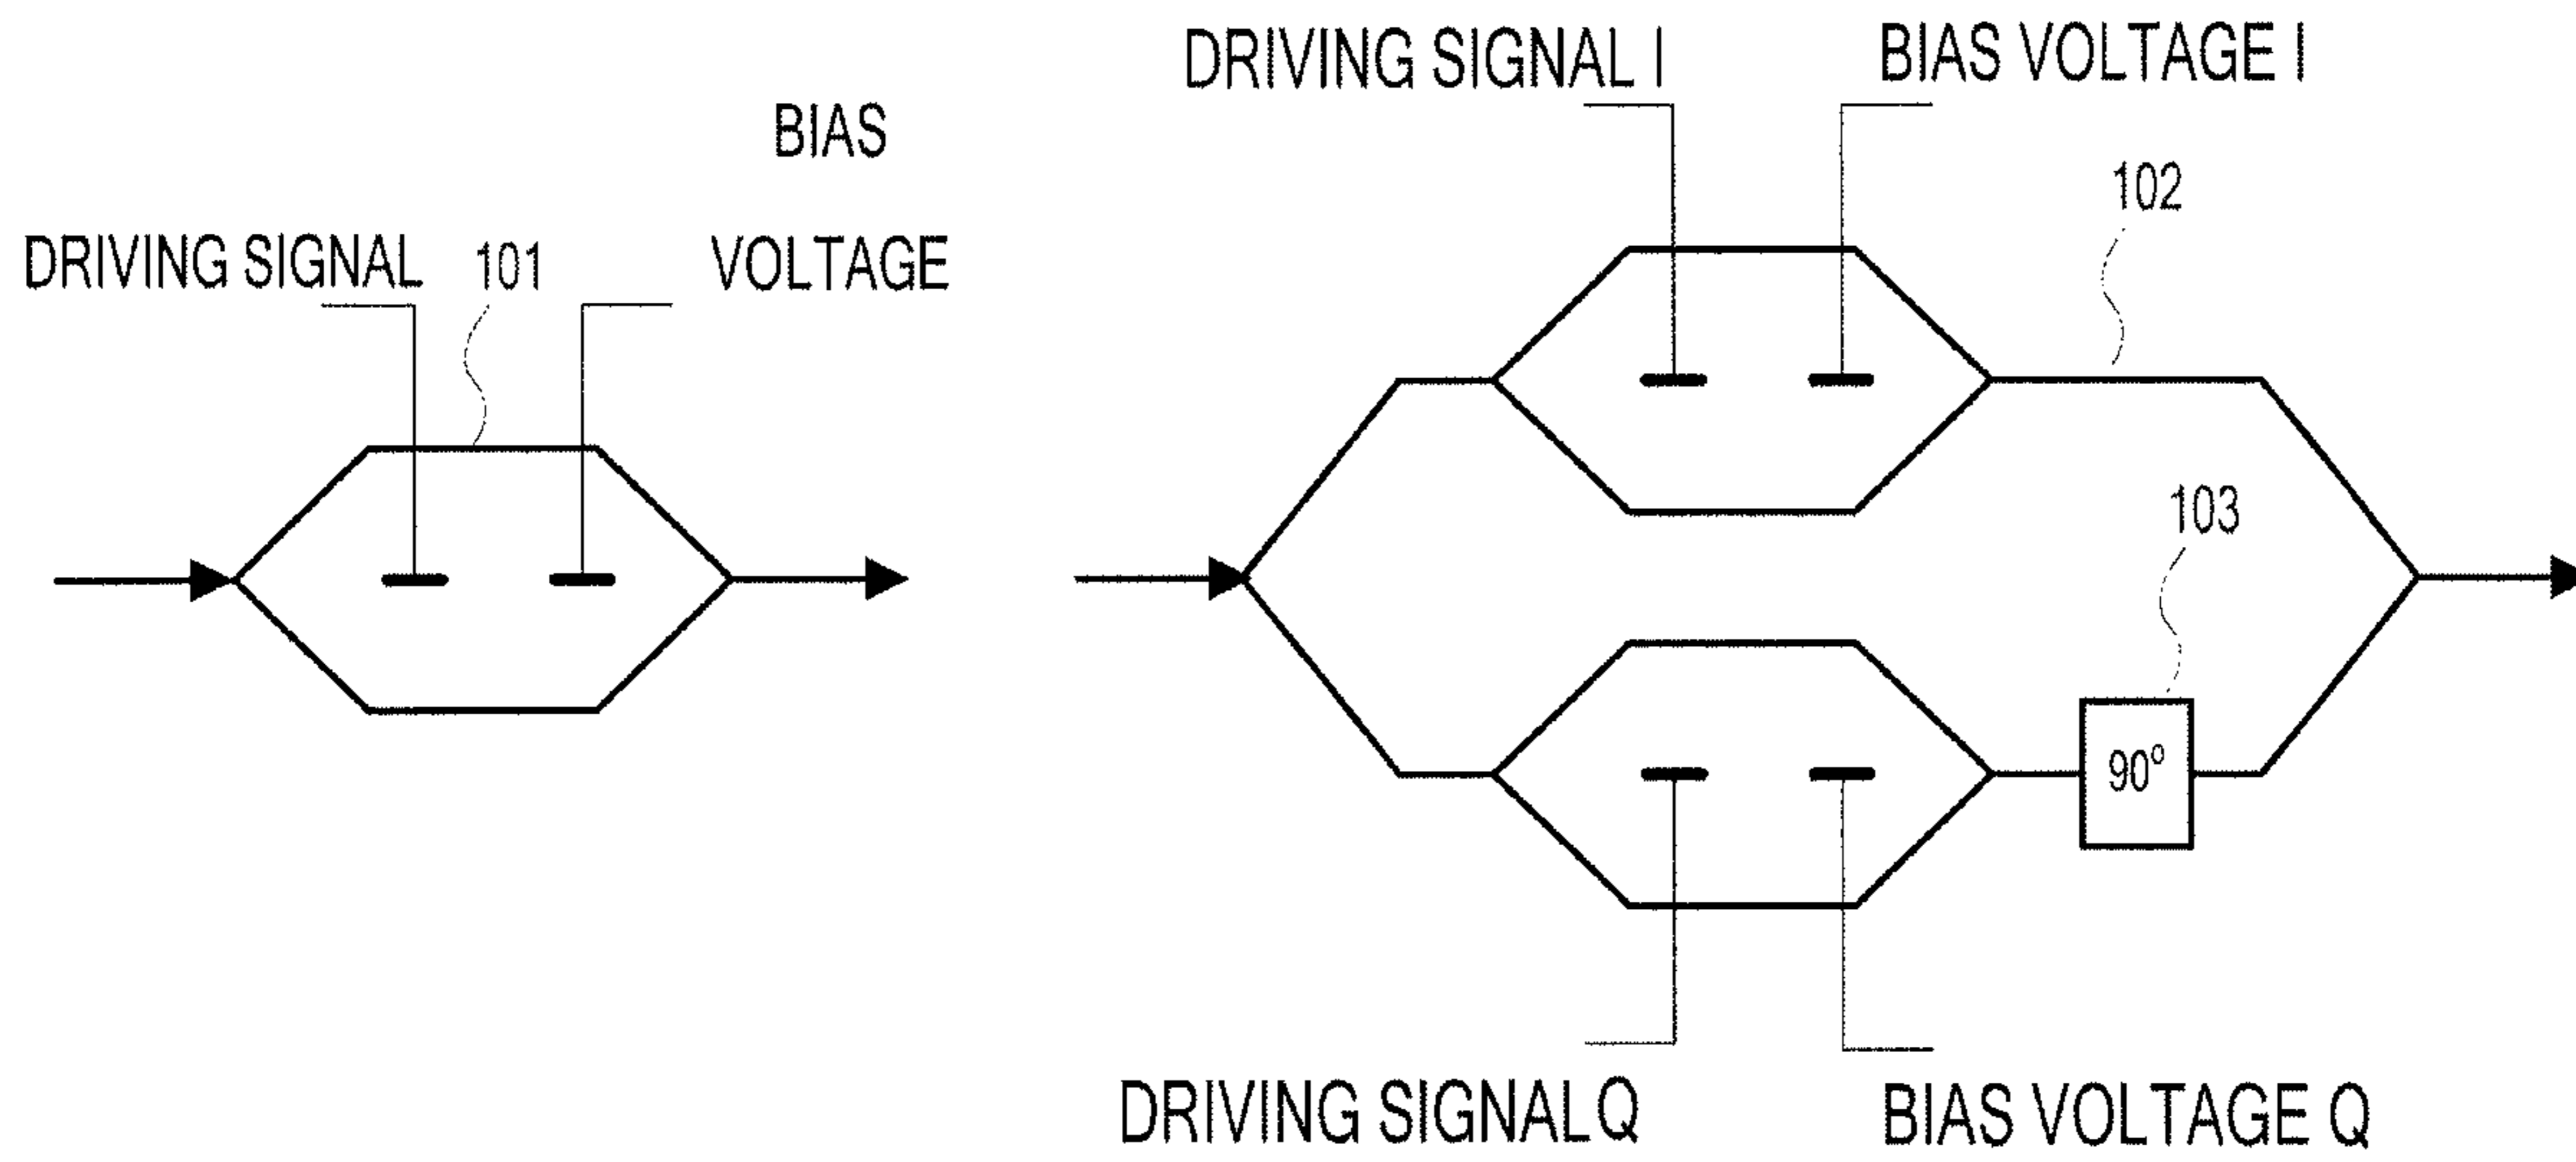 BIAS
DRIVING SIGNAL 101 VOLTAGE
DRIVING SIGNAL I BIAS VOLTAGE I
102
103
90°
DRIVING SIGNALQ BIAS VOLTAGE Q